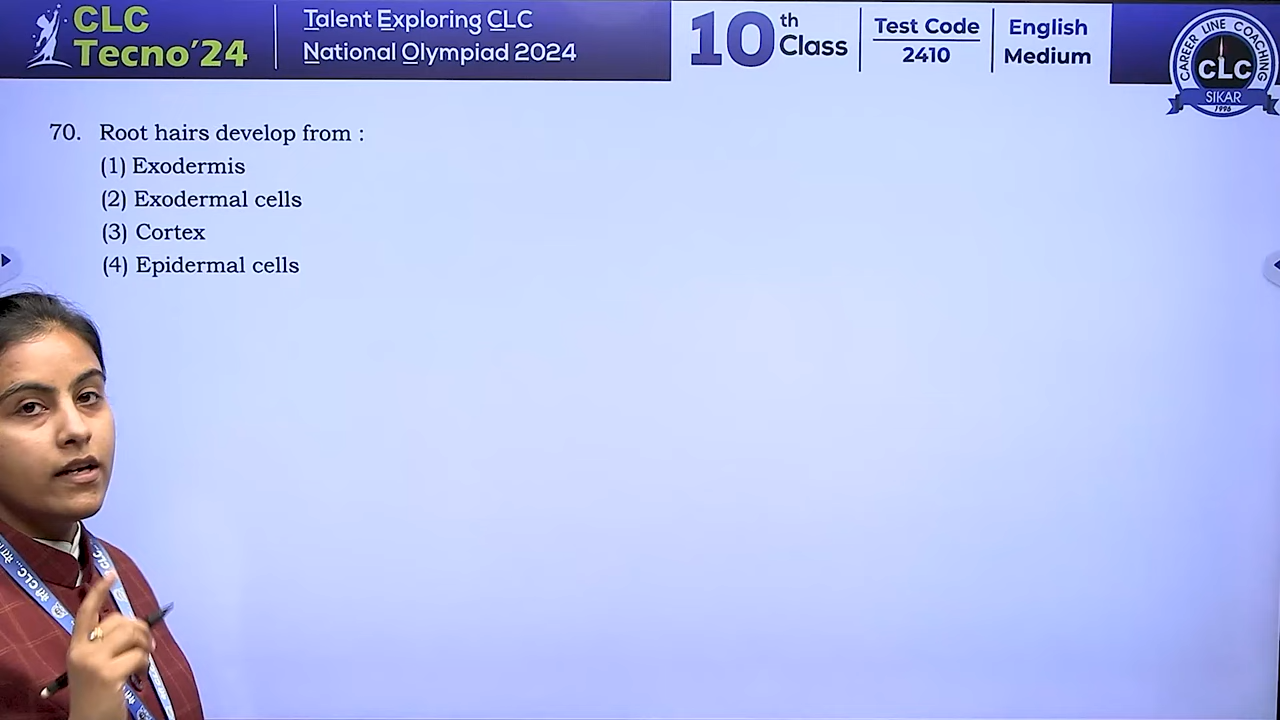 CLC
Tecno'24
Talent Exploring CLC
National Olympiad 2024
10th Class
Test Code
2410
English
Medium
CAREER LINE COACHING
CLC
SIKAR
1996
70. Root hairs develop from :
(1) Exodermis
(2) Exodermal cells
(3) Cortex
(4) Epidermal cells